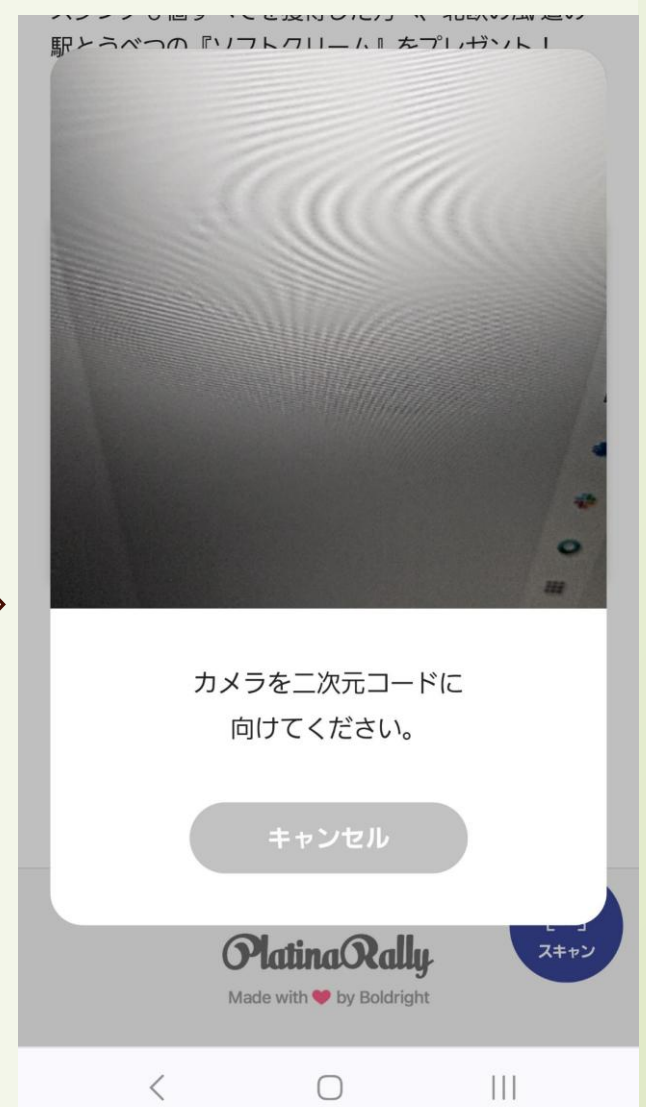 駅とうべつの『ソフトクリーム』をプレゼント！
カメラを二次元コードに
向けてください。
キャンセル
スキャン
PlatinaRally
Made with ❤ by Boldright